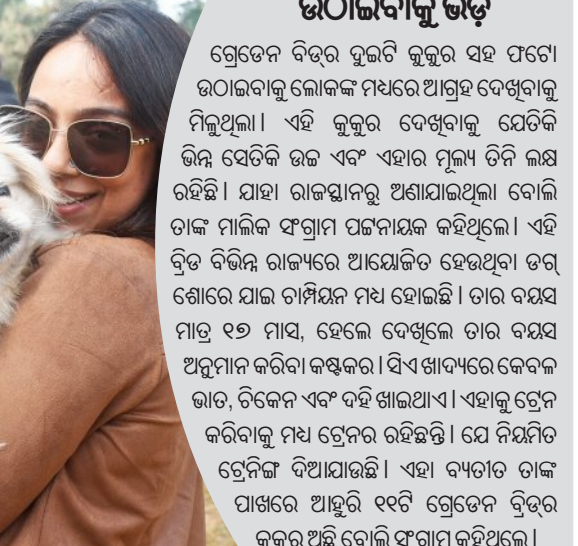 ଉଠାଇବାକୁ ଭିଡ଼
ଗ୍ରେଡେନ ବିଡ୍‌ର ଦୁଇଟି କୁକୁର ସହ ଫଟୋ
ଉଠାଇବାକୁ ଲୋକଙ୍କ ମଧ୍ୟରେ ଆଗ୍ରହ ଦେଖିବାକୁ
ମିଳୁଥିଲା। ଏହି କୁକୁର ଦେଖିବାକୁ ଯେତିକି
ଭିନ୍ନ ସେତିକି ଉଚ୍ଚ ଏବଂ ଏହାର ମୂଲ୍ୟ ତିନି ଲକ୍ଷ
ରହିଛି। ଯାହା ରାଜସ୍ଥାନରୁ ଅଣାଯାଇଥିଲା ବୋଲି
ତାଙ୍କ ମାଲିକ ସଂଗ୍ରାମ ପଟ୍ଟନାୟକ କହିଥିଲେ। ଏହି
ବ୍ରିଡ ବିଭିନ୍ନ ରାଜ୍ୟରେ ଆୟୋଜିତ ହେଉଥିବା ଡଗ୍
ଶୋରେ ଯାଇ ଚାମ୍ପିୟନ ମଧ୍ୟ ହୋଇଛି। ତାର ବୟସ
ମାତ୍ର ୧୭ ମାସ, ହେଲେ ଦେଖିଲେ ତାର ବୟସ
ଅନୁମାନ କରିବା କଷ୍ଟକର। ସିଏ ଖାଦ୍ୟରେ କେବଳ
ଭାତ, ଚିକେନ ଏବଂ ଦହି ଖାଇଥାଏ। ଏହାକୁ ଟ୍ରେନ
କରିବାକୁ ମଧ୍ୟ ଟ୍ରେନର ରହିଛନ୍ତି। ଯେ ନିୟମିତ
ଟ୍ରେନିଙ୍ଗ ଦିଆଯାଉଛି। ଏହା ବ୍ୟତୀତ ତାଙ୍କ
ପାଖରେ ଆହୁରି ୧୧ଟି ଗ୍ରେଡେନ ବ୍ରିଡ୍‌ର
କୁକୁର ଅଛି ବୋଲି ସଂଗ୍ରାମ କହିଥିଲେ।